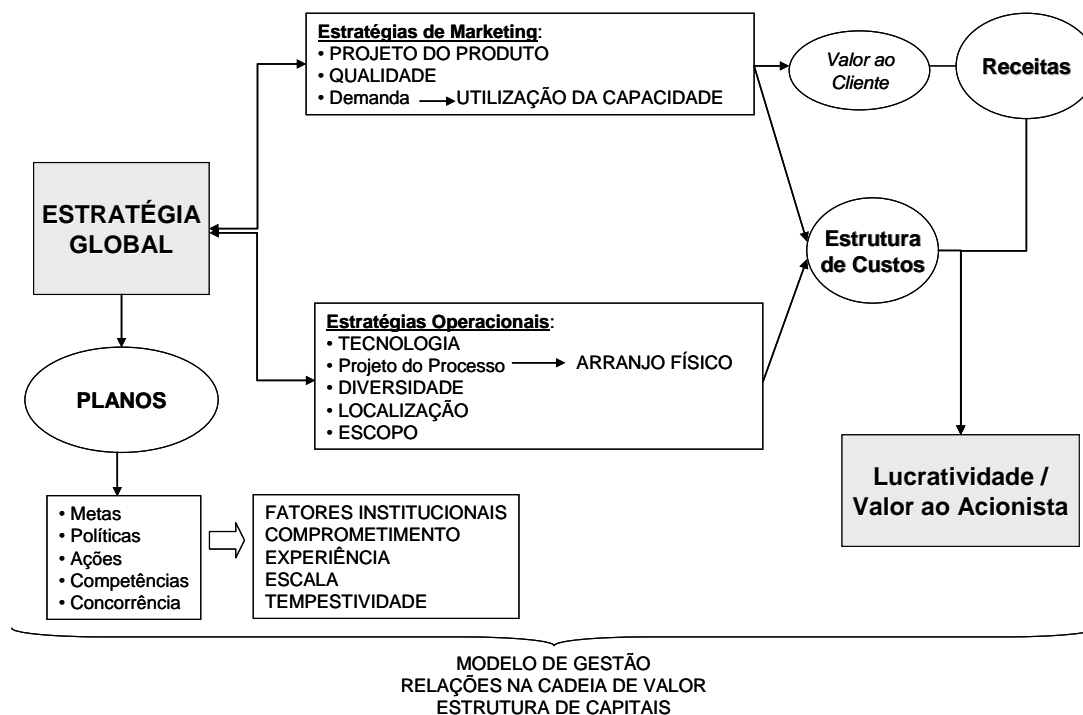 Estratégias de Marketing:
• PROJETO DO PRODUTO
• QUALIDADE
• Demanda UTILIZAÇÃO DA CAPACIDADE
Valor ao
Cliente
Receitas
ESTRATÉGIA
GLOBAL
Estrutura
de Custos
Estratégias Operacionais:
• TECNOLOGIA
• Projeto do Processo ARRANJO FÍSICO
• DIVERSIDADE
• LOCALIZAÇÃO
• ESCOPO
PLANOS
Lucratividade /
Valor ao Acionista
• Metas
• Políticas
• Ações
• Competências
• Concorrência
FATORES INSTITUCIONAIS
COMPROMETIMENTO
EXPERIÊNCIA
ESCALA
TEMPESTIVIDADE
MODELO DE GESTÃO
RELAÇÕES NA CADEIA DE VALOR
ESTRUTURA DE CAPITAIS